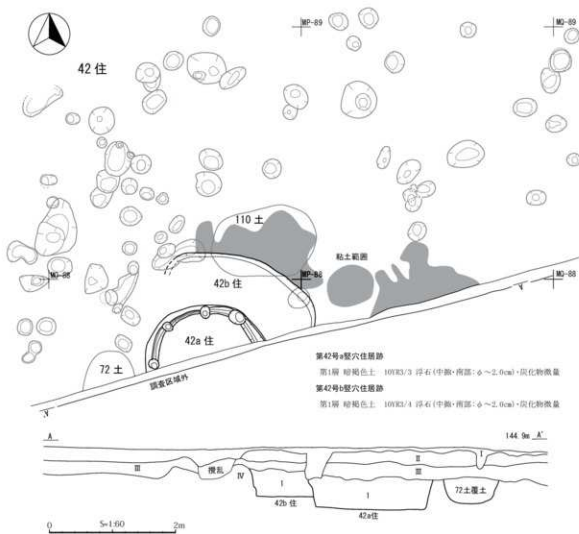 MP-89
MQ-89
42 住
110 土
粘土範囲
42b 住
MP-88
MQ-88
42a 住
72 土
調査区域外
第42号a竪穴住居跡
第1層 暗褐色土 10YR3/3 浮石(中掫・南部:φ～2.0cm)・炭化物微量
第42号b竪穴住居跡
第1層 暗褐色土 10YR3/4 浮石(中掫・南部:φ～2.0cm)・炭化物微量
A
144.9m A'
Ⅰ
Ⅱ
Ⅲ
撹乱
Ⅳ
Ⅲ
1
1
72土覆土
42b 住
42a住
0 S=1:60 2m